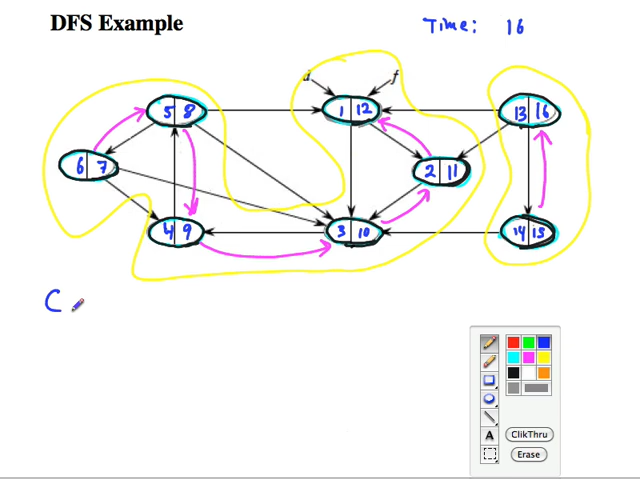 DFS Example
Time: 16
d f
5 8
1 12
13 16
6 7
2 11
4 9
3 10
14 15
C
A
ClikThru
Erase